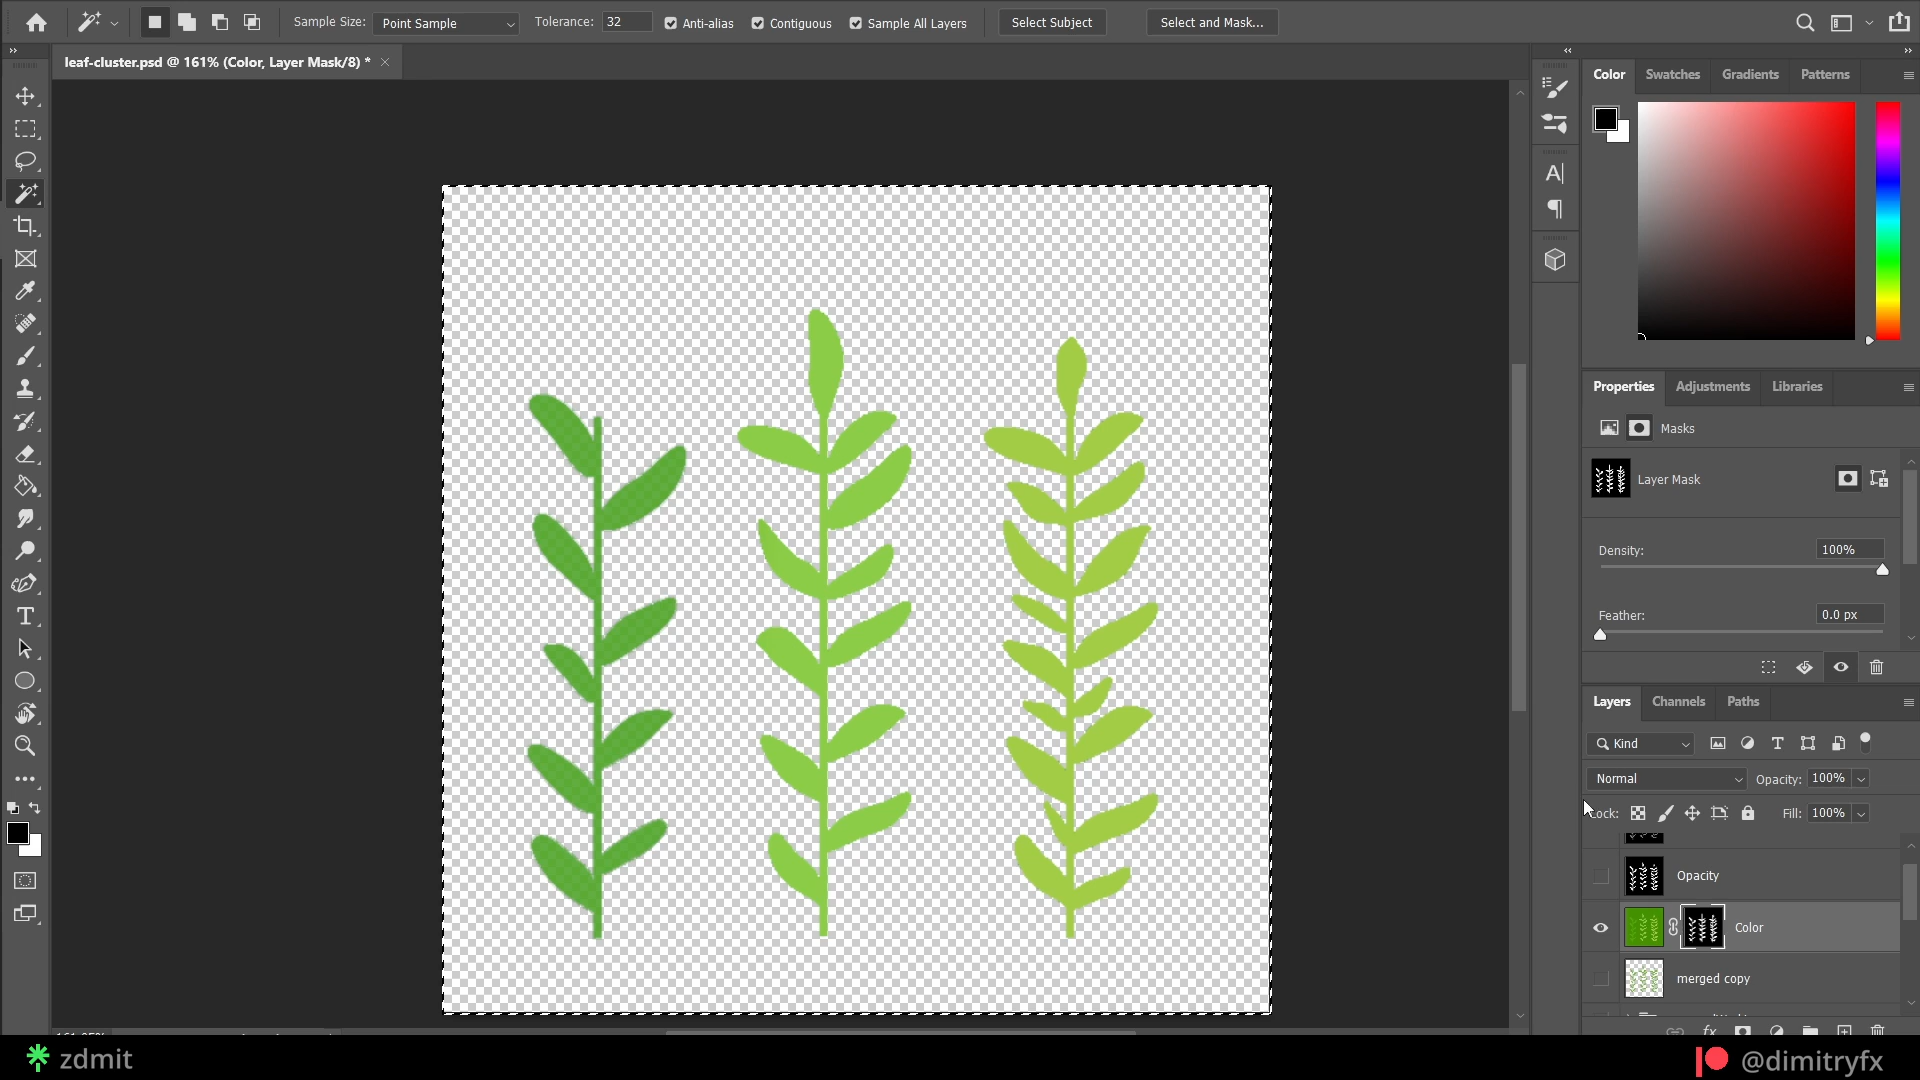 Sample Size: Point Sample Tolerance: 32 Anti-alias Contiguous Sample All Layers Select Subject Select and Mask...
leaf-cluster.psd @ 161% (Color, Layer Mask/8) * ×
Color Swatches Gradients Patterns
Properties Adjustments Libraries
Masks
Layer Mask
Density: 100%
Feather: 0.0 px
Layers Channels Paths
Kind
Normal Opacity: 100%
Lock: Fill: 100%
Opacity
Color
merged copy
fx
zdmit
@dimitryfx